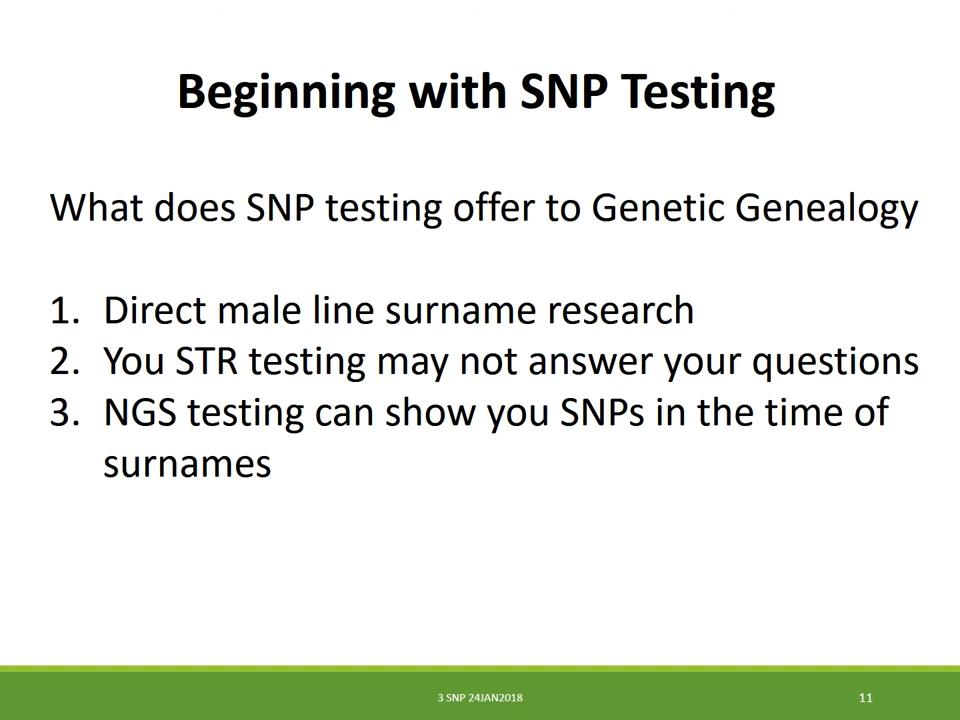 Beginning with SNP Testing
What does SNP testing offer to Genetic Genealogy
1. Direct male line surname research
2. You STR testing may not answer your questions
3. NGS testing can show you SNPs in the time of
surnames
3 SNP 24JAN2018
11